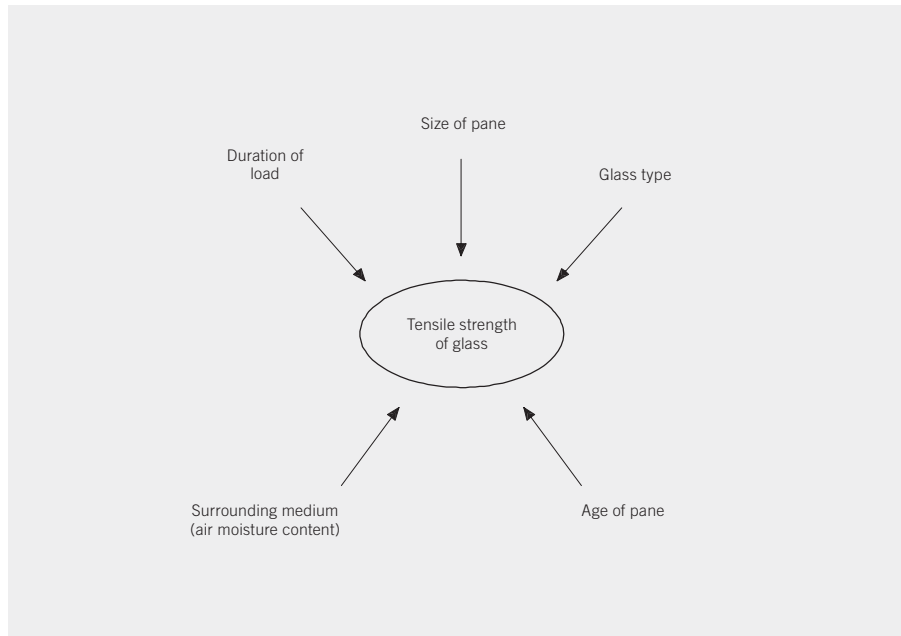 Size of pane
Duration of
load
Glass type
Tensile strength
of glass
Surrounding medium
(air moisture content)
Age of pane